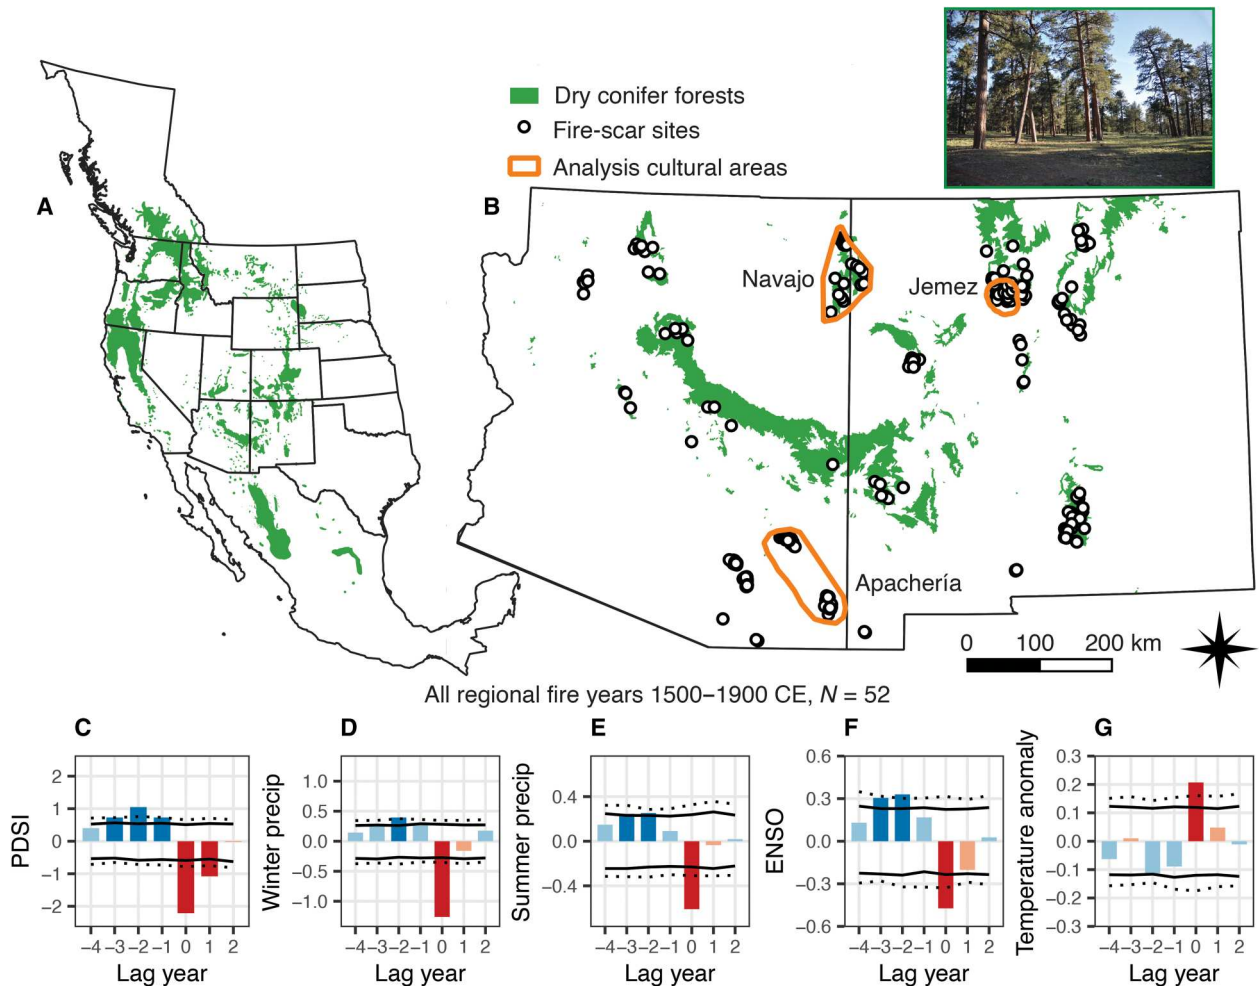 Dry conifer forests
Fire-scar sites
Analysis cultural areas
A
B
Navajo
Jemez
Apachería
0 100 200 km
All regional fire years 1500–1900 CE, N = 52
C
PDSI
2
1
0
−1
−2
−4 −3 −2 −1 0 1 2
Lag year
D
Winter precip
1.0
0.5
0.0
−0.5
−1.0
−4 −3 −2 −1 0 1 2
Lag year
E
Summer precip
0.4
0.0
−0.4
−4 −3 −2 −1 0 1 2
Lag year
F
ENSO
0.6
0.3
0.0
−0.3
−0.6
−4 −3 −2 −1 0 1 2
Lag year
G
Temperature anomaly
0.3
0.2
0.1
−0.0
−0.1
−0.2
−0.3
−4 −3 −2 −1 0 1 2
Lag year